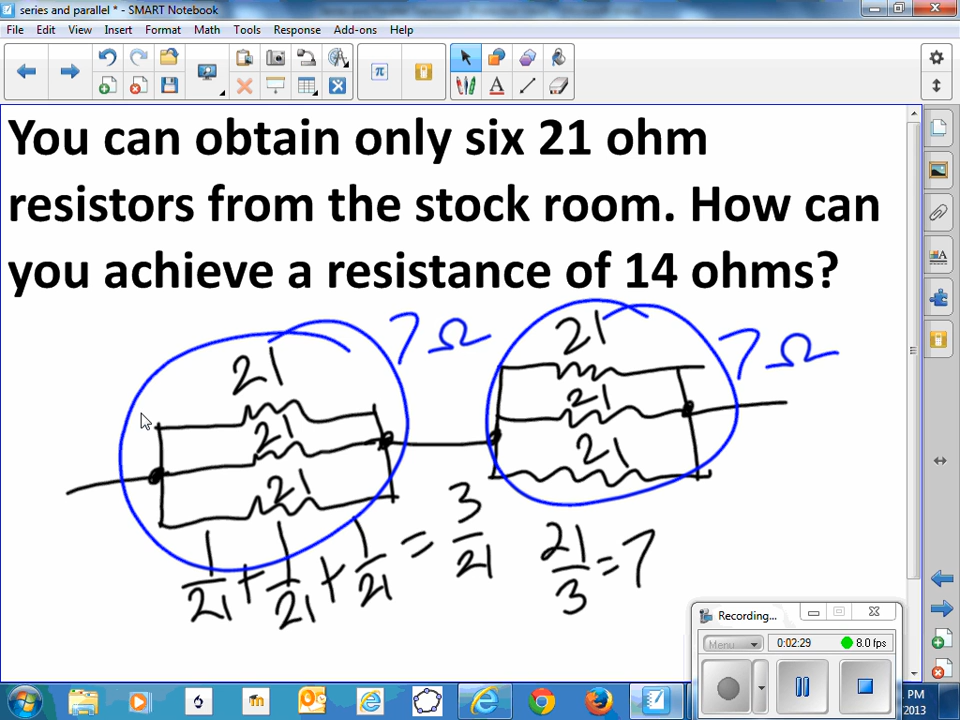 series and parallel * - SMART Notebook
File Edit View Insert Format Math Tools Response Add-ons Help
You can obtain only six 21 ohm
resistors from the stock room. How can
you achieve a resistance of 14 ohms?
21 7 Ω 21 7 Ω
21 21
21 21
1/21 + 1/21 + 1/21 = 3/21 21/3 = 7
Recording...
Menu 0:02:29 8.0 fps
PM
2013